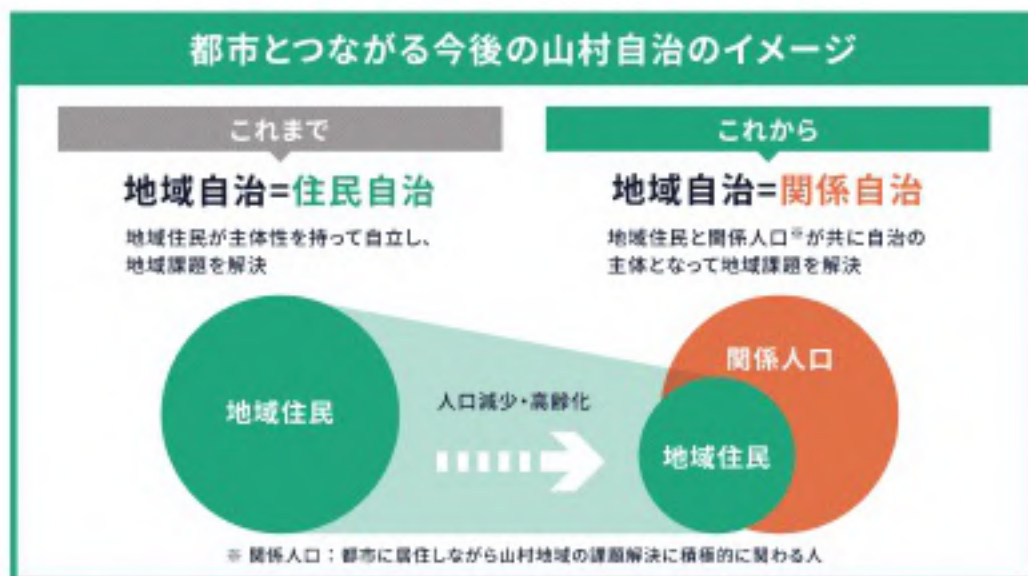 都市とつながる今後の山村自治のイメージ
これまで
地域自治=住民自治
地域住民が主体性を持って自立し、
地域課題を解決
これから
地域自治=関係自治
地域住民と関係人口※が共に自治の
主体となって地域課題を解決
地域住民
人口減少・高齢化
関係人口
地域住民
※ 関係人口：都市に居住しながら山村地域の課題解決に積極的に関わる人